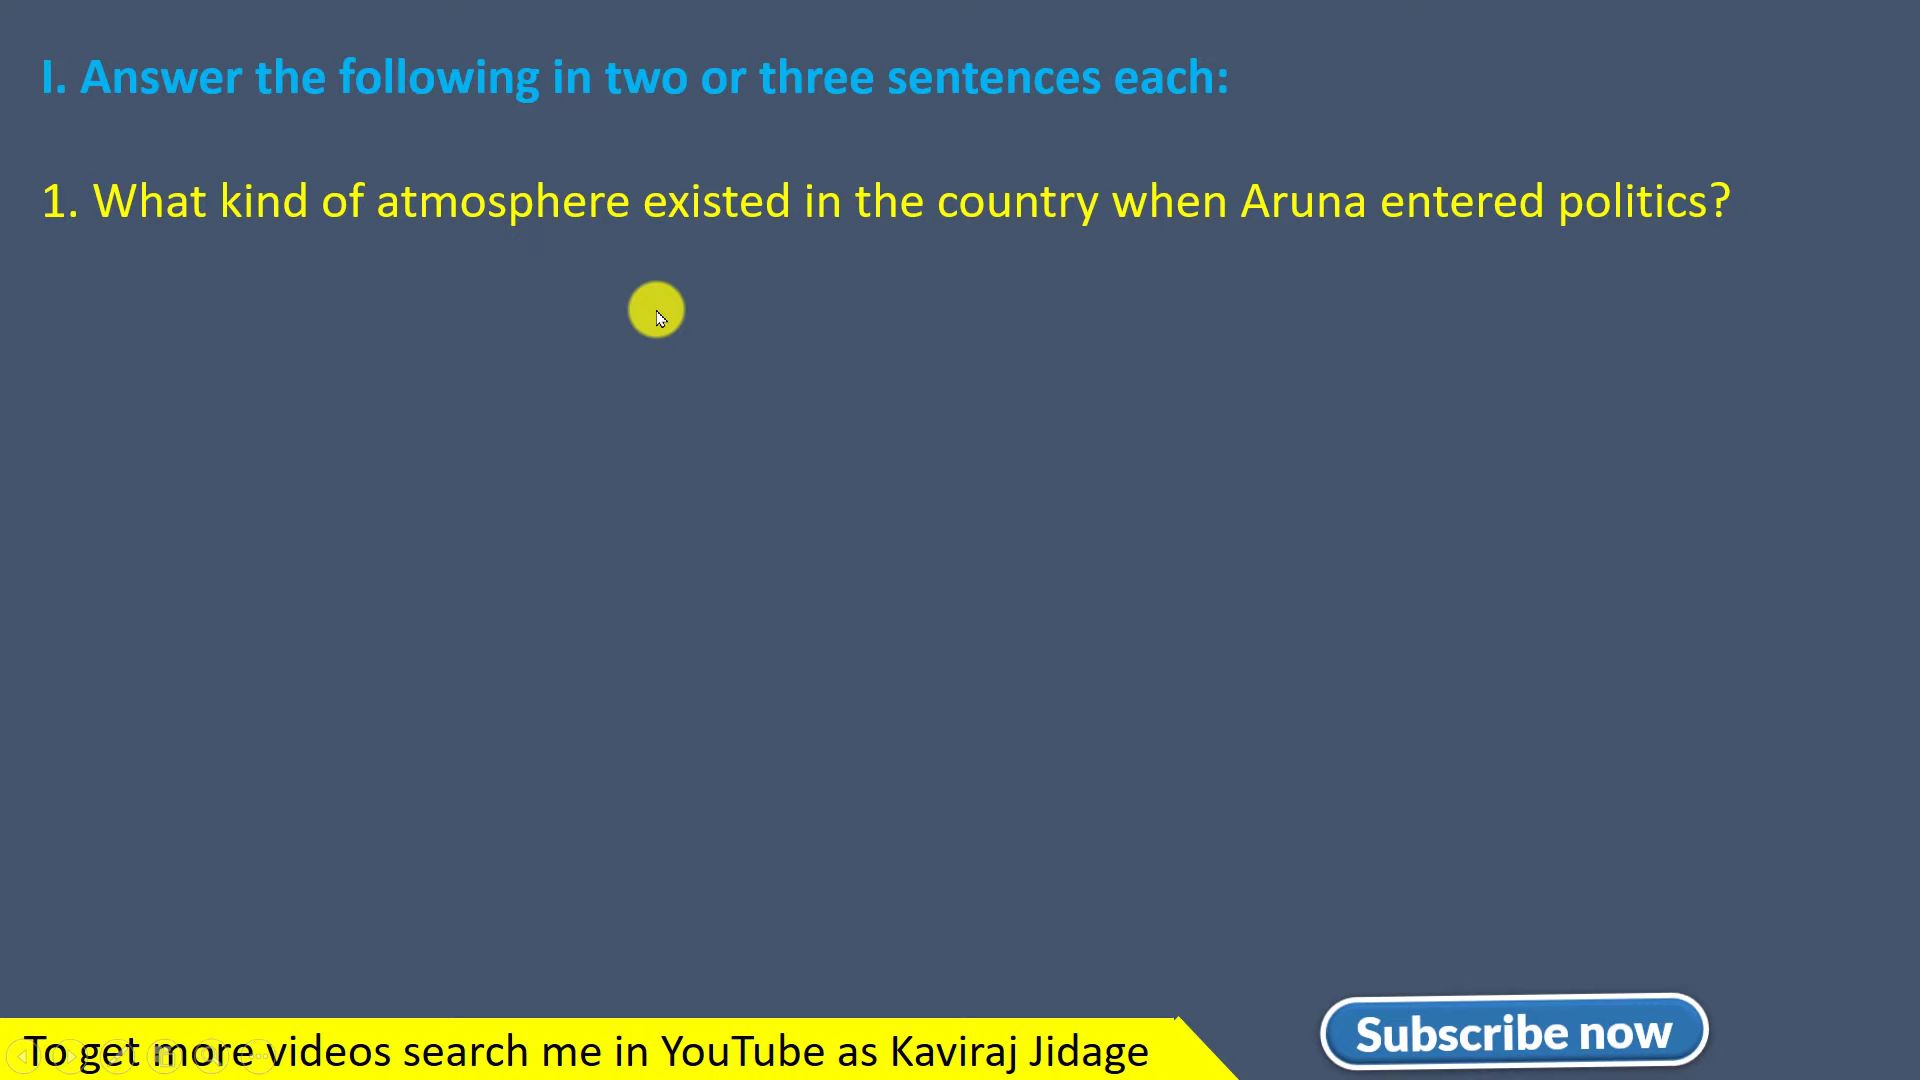 I. Answer the following in two or three sentences each:
1. What kind of atmosphere existed in the country when Aruna entered politics?
To get more videos search me in YouTube as Kaviraj Jidage
Subscribe now